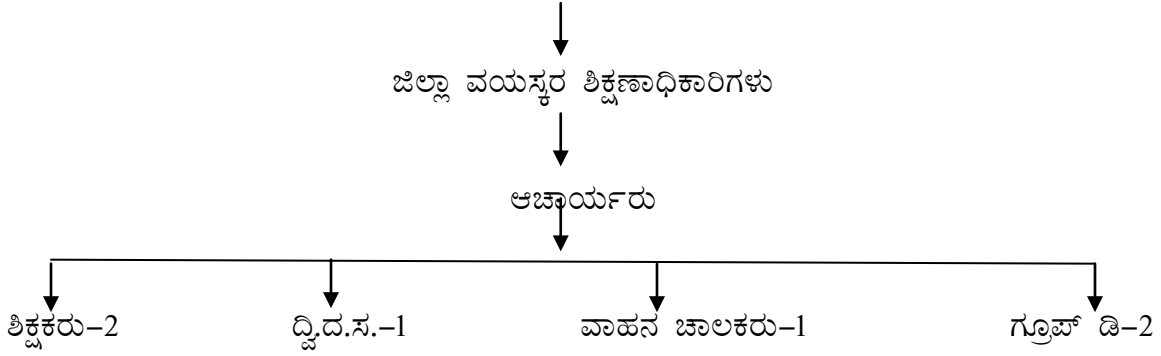 ಜಿಲ್ಲಾ ವಯಸ್ಕರ ಶಿಕ್ಷಣಾಧಿಕಾರಿಗಳು
ಆಚಾರ್ಯರು
ಶಿಕ್ಷಕರು–2 ದ್ವಿ.ದ.ಸ.–1 ವಾಹನ ಚಾಲಕರು–1 ಗ್ರೂಪ್ ಡಿ–2